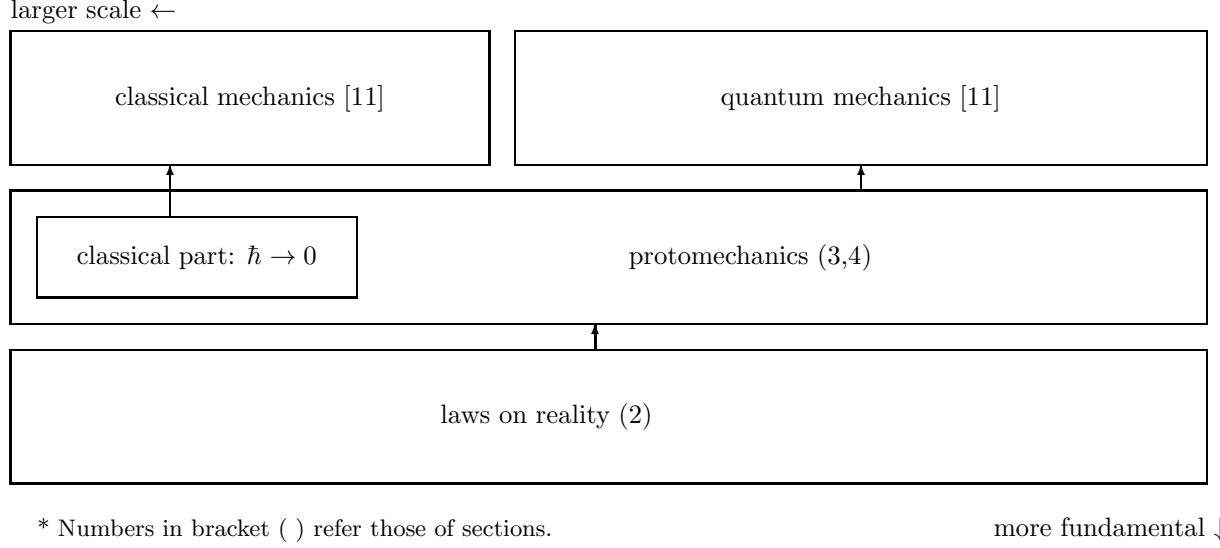 larger scale ←
classical mechanics [11]
quantum mechanics [11]
classical part: ℏ → 0
protomechanics (3,4)
laws on reality (2)
* Numbers in bracket ( ) refer those of sections.
more fundamental ↓